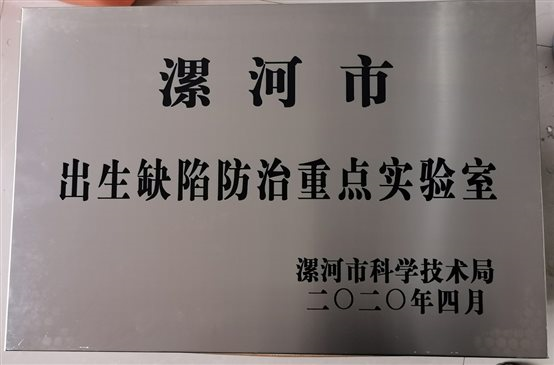 漯河市
出生缺陷防治重点实验室
漯河市科学技术局
二〇二〇年四月